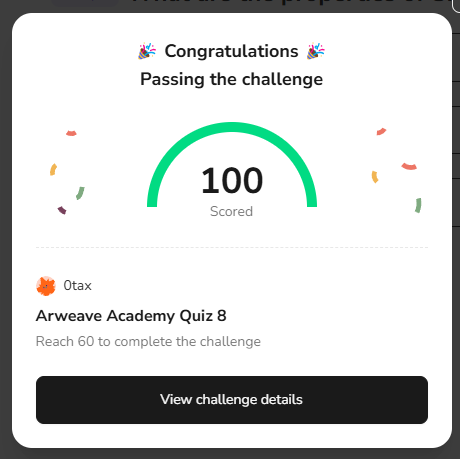 Congratulations
Passing the challenge
100
Scored
0tax
Arweave Academy Quiz 8
Reach 60 to complete the challenge
View challenge details